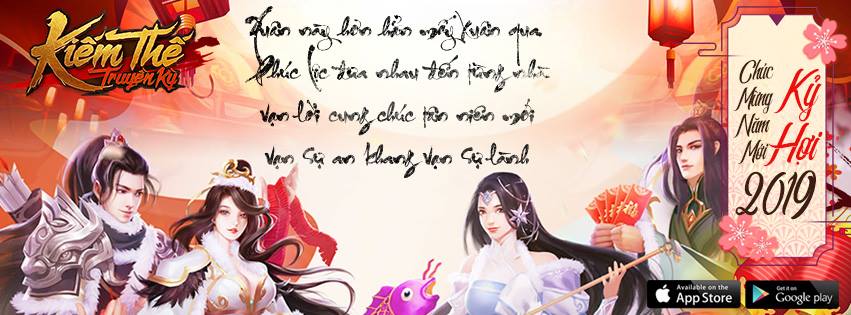 Kiếm Thế
Truyền Kỳ
Xuân này hơn hẳn mấy Xuân qua
Phúc lộc đưa nhau đến từng nhà
Vạn lời cung chúc tân niên mới
Vạn sự an khang vạn sự lành
Chúc
Mừng
Năm
Mới
Kỷ
Hợi
2019
Available on the
App Store
Get it on
Google play